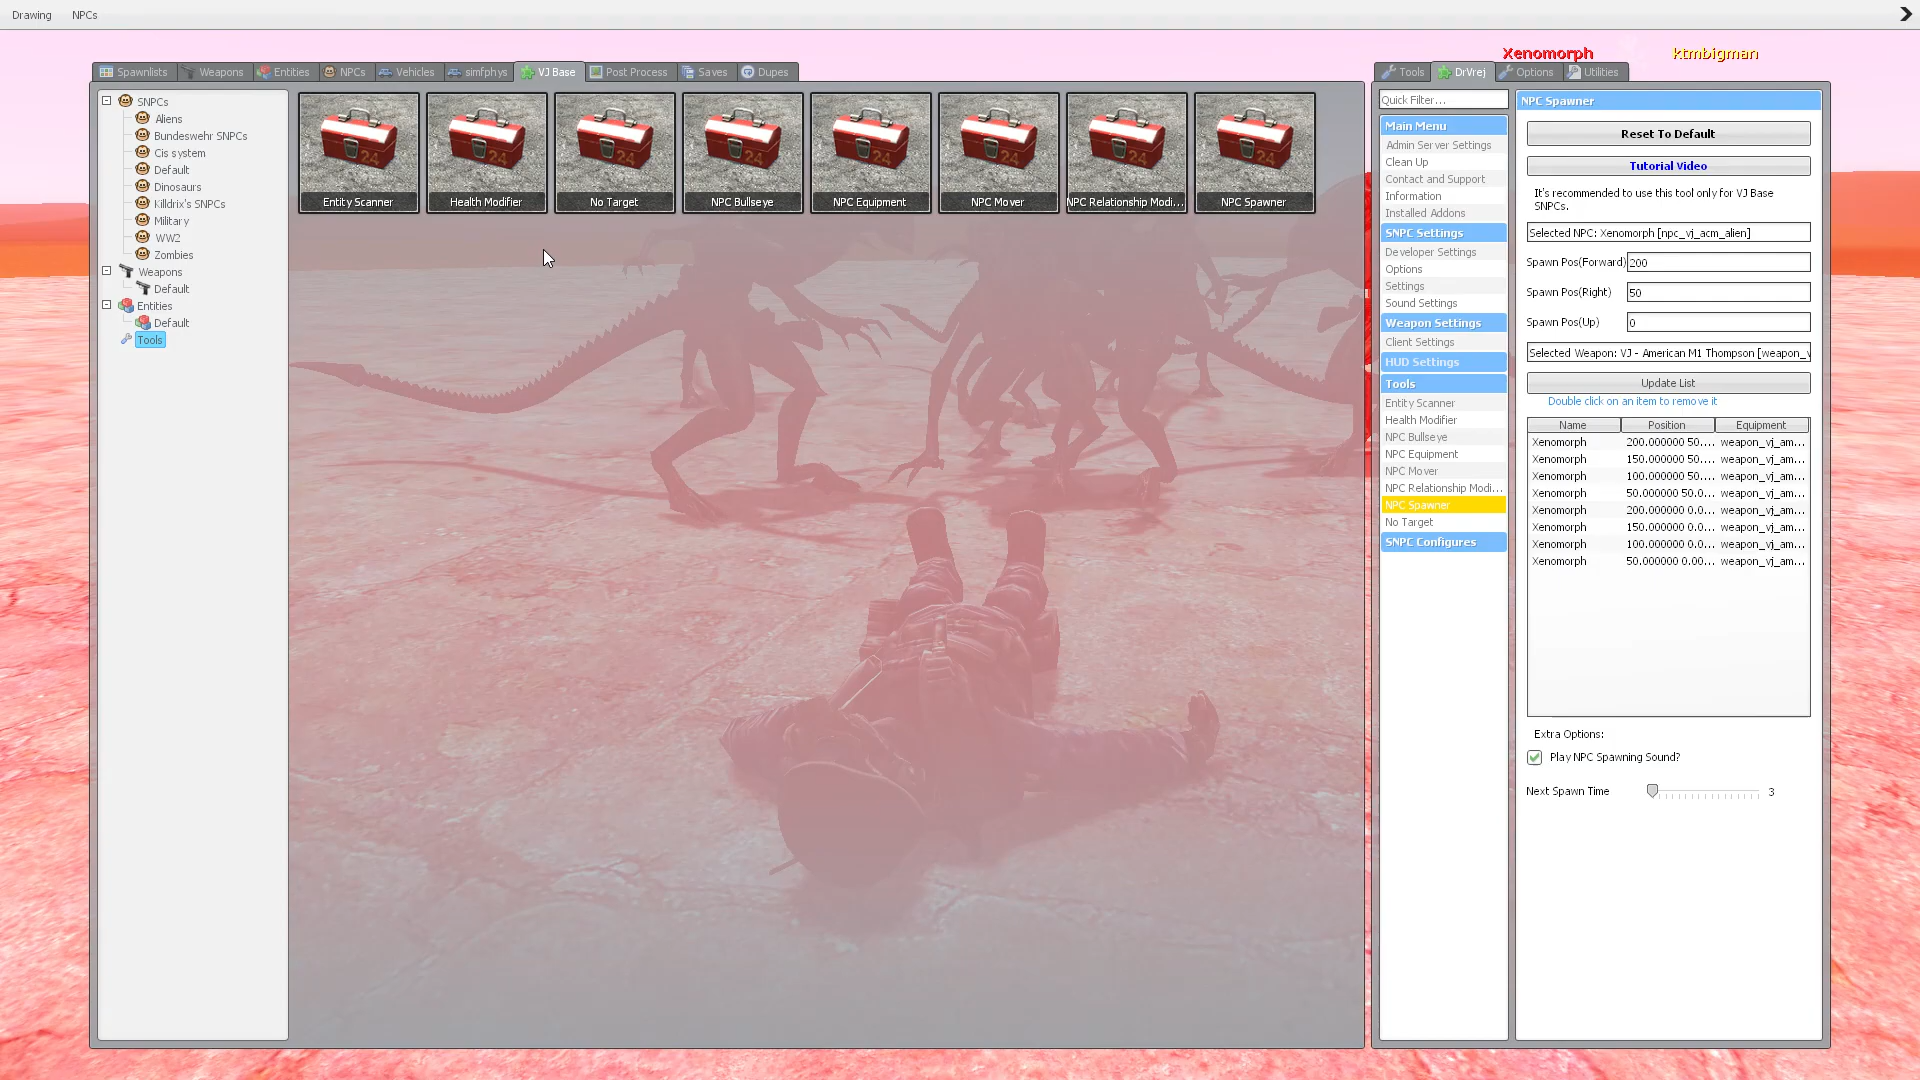 Drawing NPCs
Xenomorph ktmbigman
Spawnlists Weapons Entities NPCs Vehicles simfphys VJ Base Post Process Saves Dupes
SNPCs
Aliens
Bundeswehr SNPCs
Cis system
Default
Dinosaurs
Killdrix's SNPCs
Military
WW2
Zombies
Weapons
Default
Entities
Default
Tools
Entity Scanner
Health Modifier
No Target
NPC Bullseye
NPC Equipment
NPC Mover
NPC Relationship Modi...
NPC Spawner
Tools DrVrej Options Utilities
Quick Filter...
Main Menu
Admin Server Settings
Clean Up
Contact and Support
Information
Installed Addons
SNPC Settings
Developer Settings
Options
Settings
Sound Settings
Weapon Settings
Client Settings
HUD Settings
Tools
Entity Scanner
Health Modifier
NPC Bullseye
NPC Equipment
NPC Mover
NPC Relationship Modi...
NPC Spawner
No Target
SNPC Configures
NPC Spawner
Reset To Default
Tutorial Video
It's recommended to use this tool only for VJ Base
SNPCs.
Selected NPC: Xenomorph [npc_vj_acm_alien]
Spawn Pos(Forward) 200
Spawn Pos(Right) 50
Spawn Pos(Up) 0
Selected Weapon: VJ - American M1 Thompson [weapon_v
Update List
Double click on an item to remove it
Name Position Equipment
Xenomorph 200.000000 50.... weapon_vj_am...
Xenomorph 150.000000 50.... weapon_vj_am...
Xenomorph 100.000000 50.... weapon_vj_am...
Xenomorph 50.000000 50.0... weapon_vj_am...
Xenomorph 200.000000 0.0... weapon_vj_am...
Xenomorph 150.000000 0.0... weapon_vj_am...
Xenomorph 100.000000 0.0... weapon_vj_am...
Xenomorph 50.000000 0.00... weapon_vj_am...
Extra Options:
Play NPC Spawning Sound?
Next Spawn Time 3